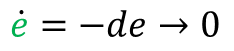 ė = −de → 0